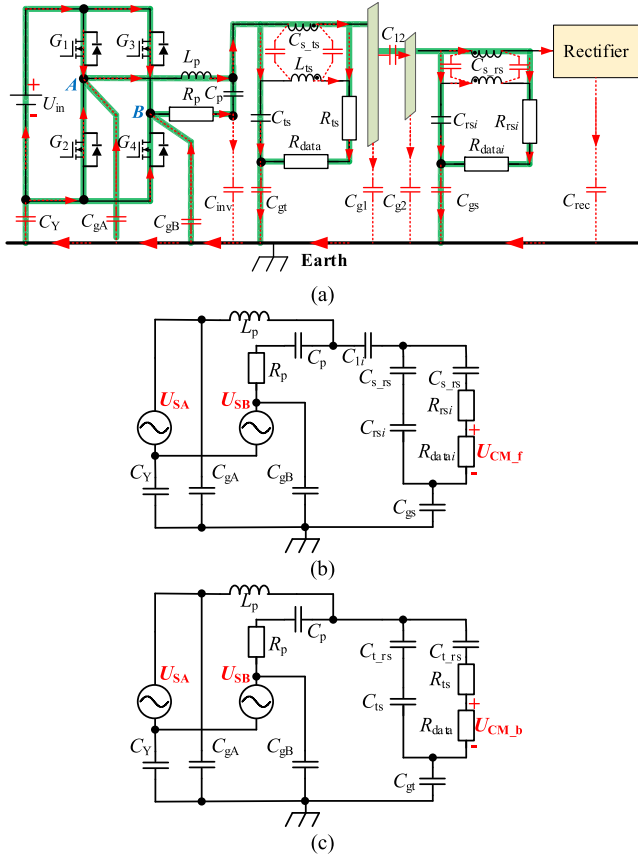 G1 G3 Lp Cs_ts C12 Cs_rs Rectifier
A Lts
Uin + - B Rp Cp Cts Rts Crsi Rrsi
G2 G4 Rdata Rdatai
CY CgA CgB Cinv Cgt Cg1 Cg2 Cgs Crec
Earth
(a)
Lp Cp C1i
Rp Cs_rs Cs_rs
USA USB Rrsi
Crsi + Rdatai UCM_f -
CY CgA CgB Cgs
(b)
Lp Cp
Rp Ct_rs Ct_rs
USA USB Rts
Cts + Rdata UCM_b -
CY CgA CgB Cgt
(c)